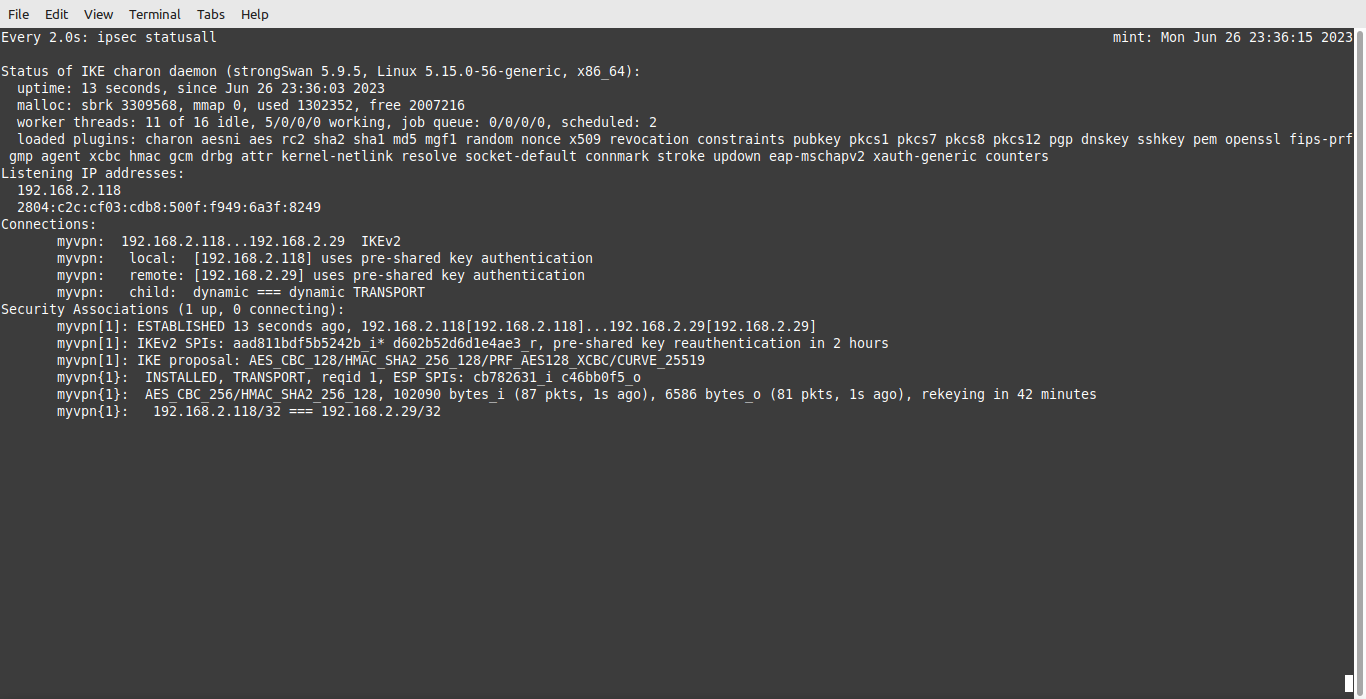 File Edit View Terminal Tabs Help
Every 2.0s: ipsec statusall mint: Mon Jun 26 23:36:15 2023
Status of IKE charon daemon (strongSwan 5.9.5, Linux 5.15.0-56-generic, x86_64):
uptime: 13 seconds, since Jun 26 23:36:03 2023
malloc: sbrk 3309568, mmap 0, used 1302352, free 2007216
worker threads: 11 of 16 idle, 5/0/0/0 working, job queue: 0/0/0/0, scheduled: 2
loaded plugins: charon aesni aes rc2 sha2 sha1 md5 mgf1 random nonce x509 revocation constraints pubkey pkcs1 pkcs7 pkcs8 pkcs12 pgp dnskey sshkey pem openssl fips-prf
gmp agent xcbc hmac gcm drbg attr kernel-netlink resolve socket-default connmark stroke updown eap-mschapv2 xauth-generic counters
Listening IP addresses:
192.168.2.118
2804:c2c:cf03:cdb8:500f:f949:6a3f:8249
Connections:
myvpn: 192.168.2.118...192.168.2.29 IKEv2
myvpn: local: [192.168.2.118] uses pre-shared key authentication
myvpn: remote: [192.168.2.29] uses pre-shared key authentication
myvpn: child: dynamic === dynamic TRANSPORT
Security Associations (1 up, 0 connecting):
myvpn[1]: ESTABLISHED 13 seconds ago, 192.168.2.118[192.168.2.118]...192.168.2.29[192.168.2.29]
myvpn[1]: IKEv2 SPIs: aad811bdf5b5242b_i* d602b52d6d1e4ae3_r, pre-shared key reauthentication in 2 hours
myvpn[1]: IKE proposal: AES_CBC_128/HMAC_SHA2_256_128/PRF_AES128_XCBC/CURVE_25519
myvpn{1}: INSTALLED, TRANSPORT, reqid 1, ESP SPIs: cb782631_i c46bb0f5_o
myvpn{1}: AES_CBC_256/HMAC_SHA2_256_128, 102090 bytes_i (87 pkts, 1s ago), 6586 bytes_o (81 pkts, 1s ago), rekeying in 42 minutes
myvpn{1}: 192.168.2.118/32 === 192.168.2.29/32